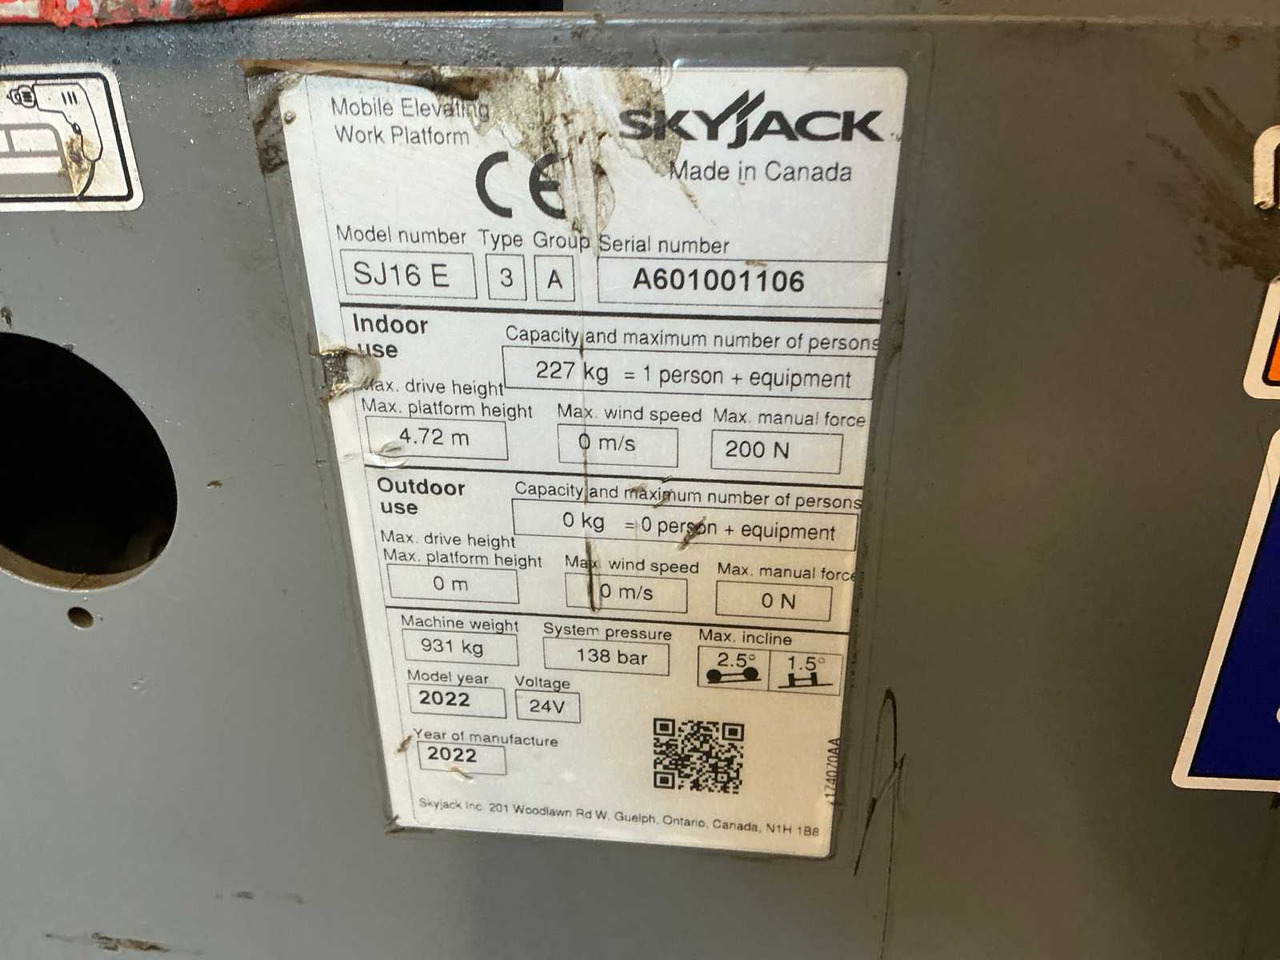 Mobile Elevating
Work Platform
SKYJACK
CE
Made in Canada
Model number Type Group Serial number
SJ16 E 3 A A601001106
Indoor
use
Capacity and maximum number of persons
227 kg = 1 person + equipment
Max. drive height
Max. platform height Max. wind speed Max. manual force
4.72 m 0 m/s 200 N
Outdoor
use
Capacity and maximum number of persons
0 kg = 0 person + equipment
Max. drive height
Max. platform height Max. wind speed Max. manual force
0 m 0 m/s 0 N
Machine weight System pressure Max. incline
931 kg 138 bar 2.5° 1.5°
Model year Voltage
2022 24V
Year of manufacture
2022
174070AA
Skyjack Inc. 201 Woodlawn Rd W, Guelph, Ontario, Canada, N1H 1B8